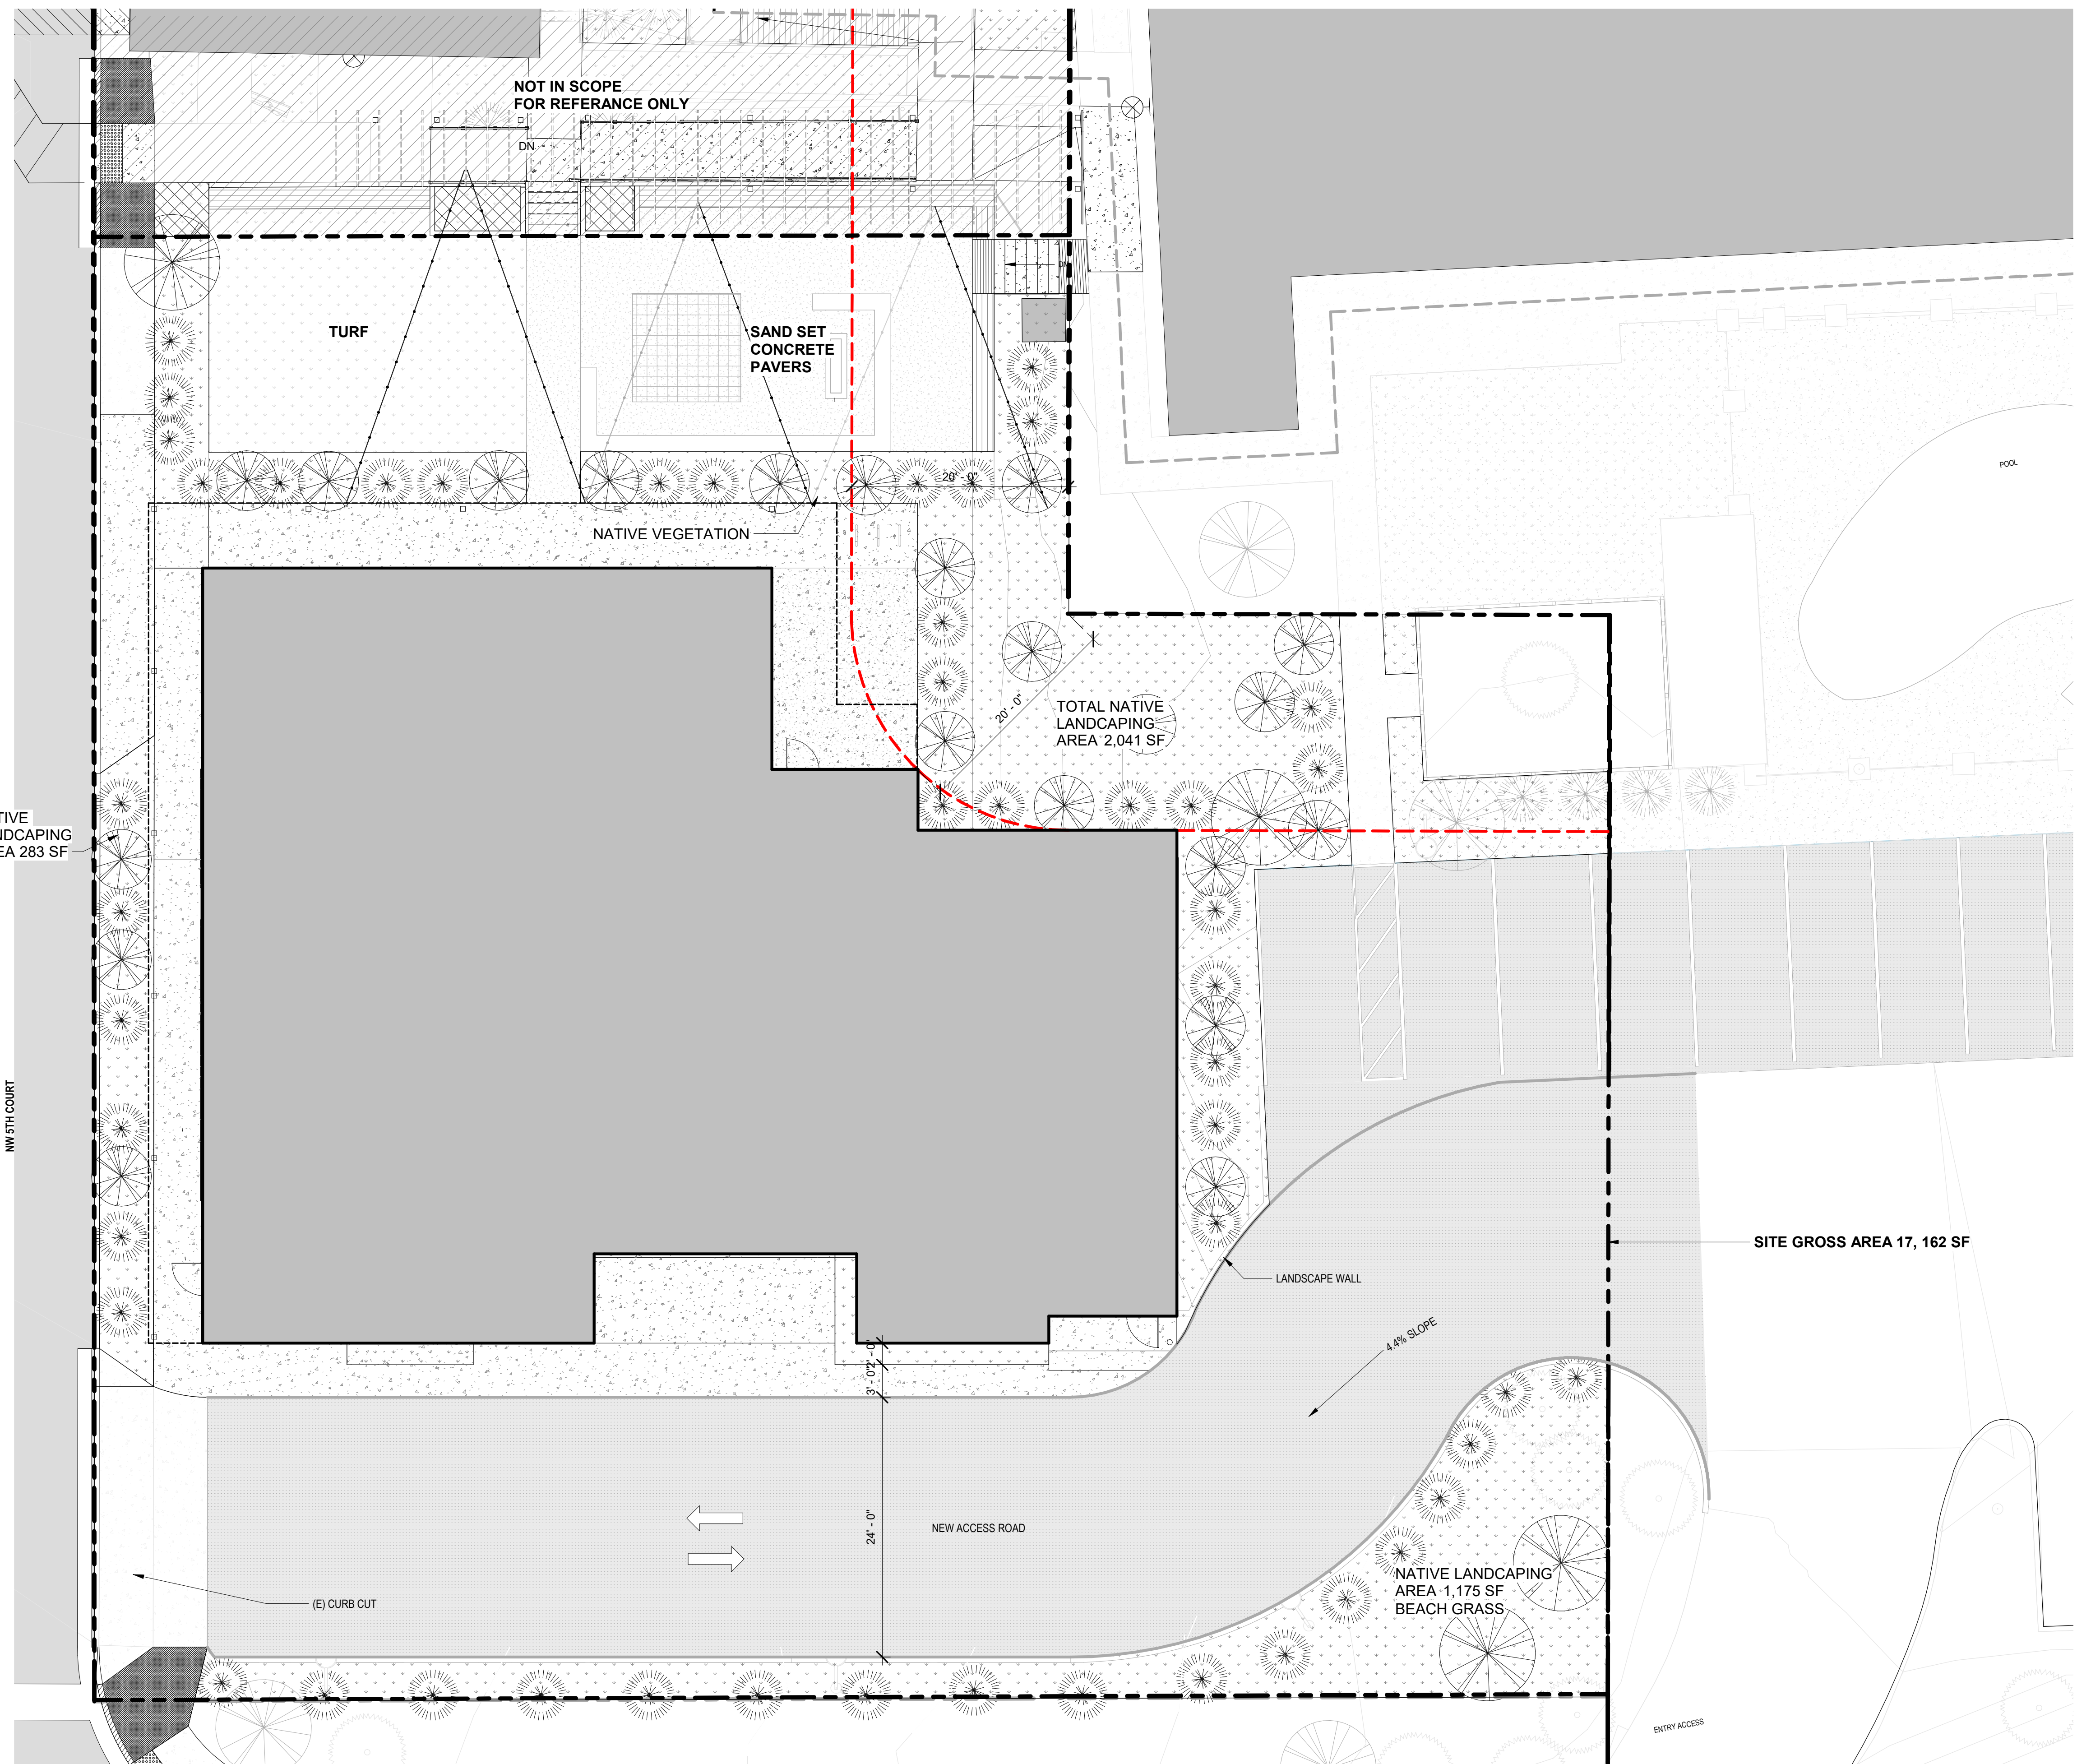 NOT IN SCOPE
FOR REFERANCE ONLY
DN
DN
TURF
SAND SET
CONCRETE
PAVERS
POOL
20' - 0"
NATIVE VEGETATION
20' - 0"
TOTAL NATIVE
LANDCAPING
AREA 2,041 SF
TIVE
NDCAPING
EA 283 SF
NW 5TH COURT
SITE GROSS AREA 17, 162 SF
LANDSCAPE WALL
4.4% SLOPE
2' - 0"
3' - 0"
24' - 0"
NEW ACCESS ROAD
NATIVE LANDCAPING
AREA 1,175 SF
BEACH GRASS
(E) CURB CUT
ENTRY ACCESS